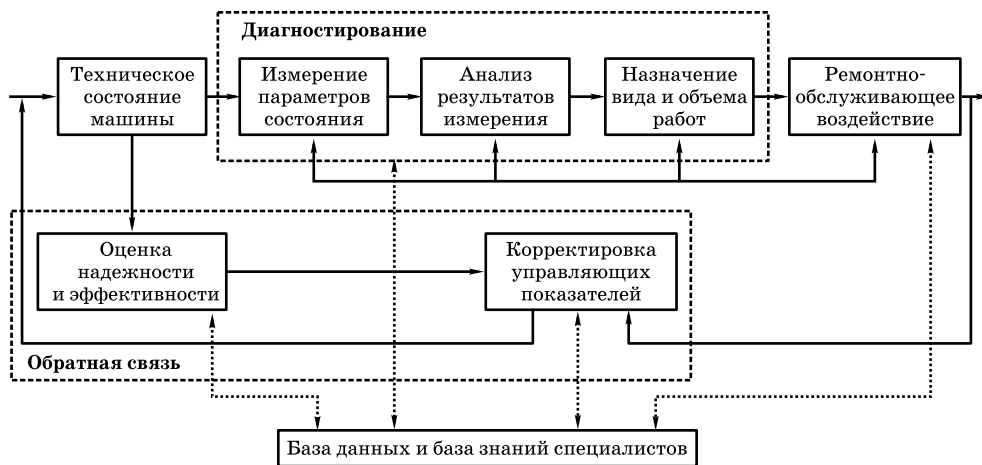 Диагностирование
Техническое
состояние
машины
Измерение
параметров
состояния
Анализ
результатов
измерения
Назначение
вида и объема
работ
Ремонтно-
обслуживающее
воздействие
Оценка
надежности
и эффективности
Корректировка
управляющих
показателей
Обратная связь
База данных и база знаний специалистов